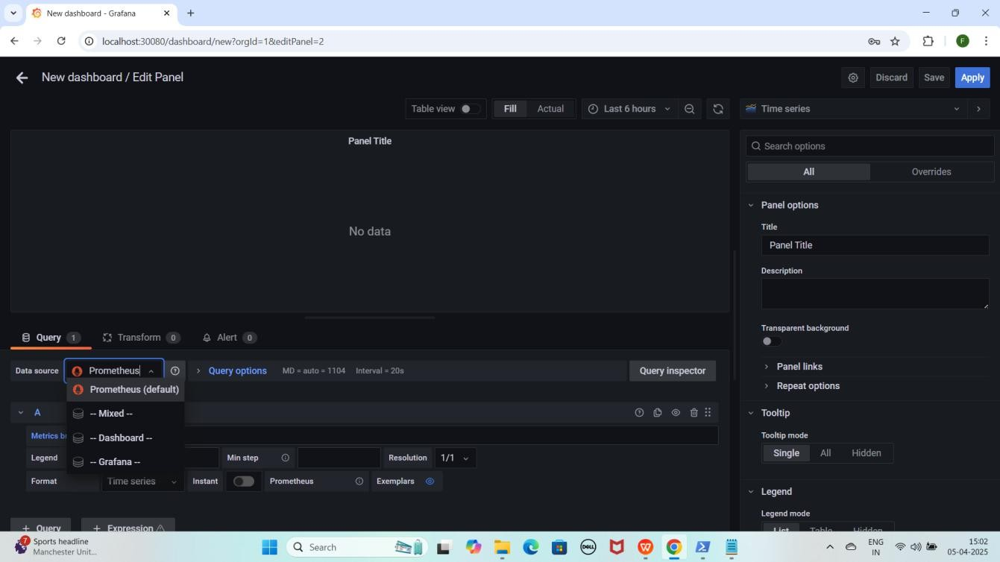 New dashboard - Grafana
localhost:30080/dashboard/new?orgId=1&editPanel=2
F
New dashboard / Edit Panel
Discard
Save
Apply
Table view
Fill
Actual
Last 6 hours
Time series
Panel Title
No data
Search options
All
Overrides
Panel options
Title
Panel Title
Description
Transparent background
Panel links
Repeat options
Tooltip
Tooltip mode
Single
All
Hidden
Legend
Legend mode
List
Table
Hidden
Query 1
Transform 0
Alert 0
Data source
Prometheus
Query options
MD = auto = 1104
Interval = 20s
Query inspector
Prometheus (default)
-- Mixed --
-- Dashboard --
-- Grafana --
A
Metrics b
Legend
Min step
Resolution
1/1
Format
Time series
Instant
Prometheus
Exemplars
+ Query
+ Expression
7
Sports headline
Manchester Unit...
Search
DELL
ENG
IN
15:02
05-04-2025